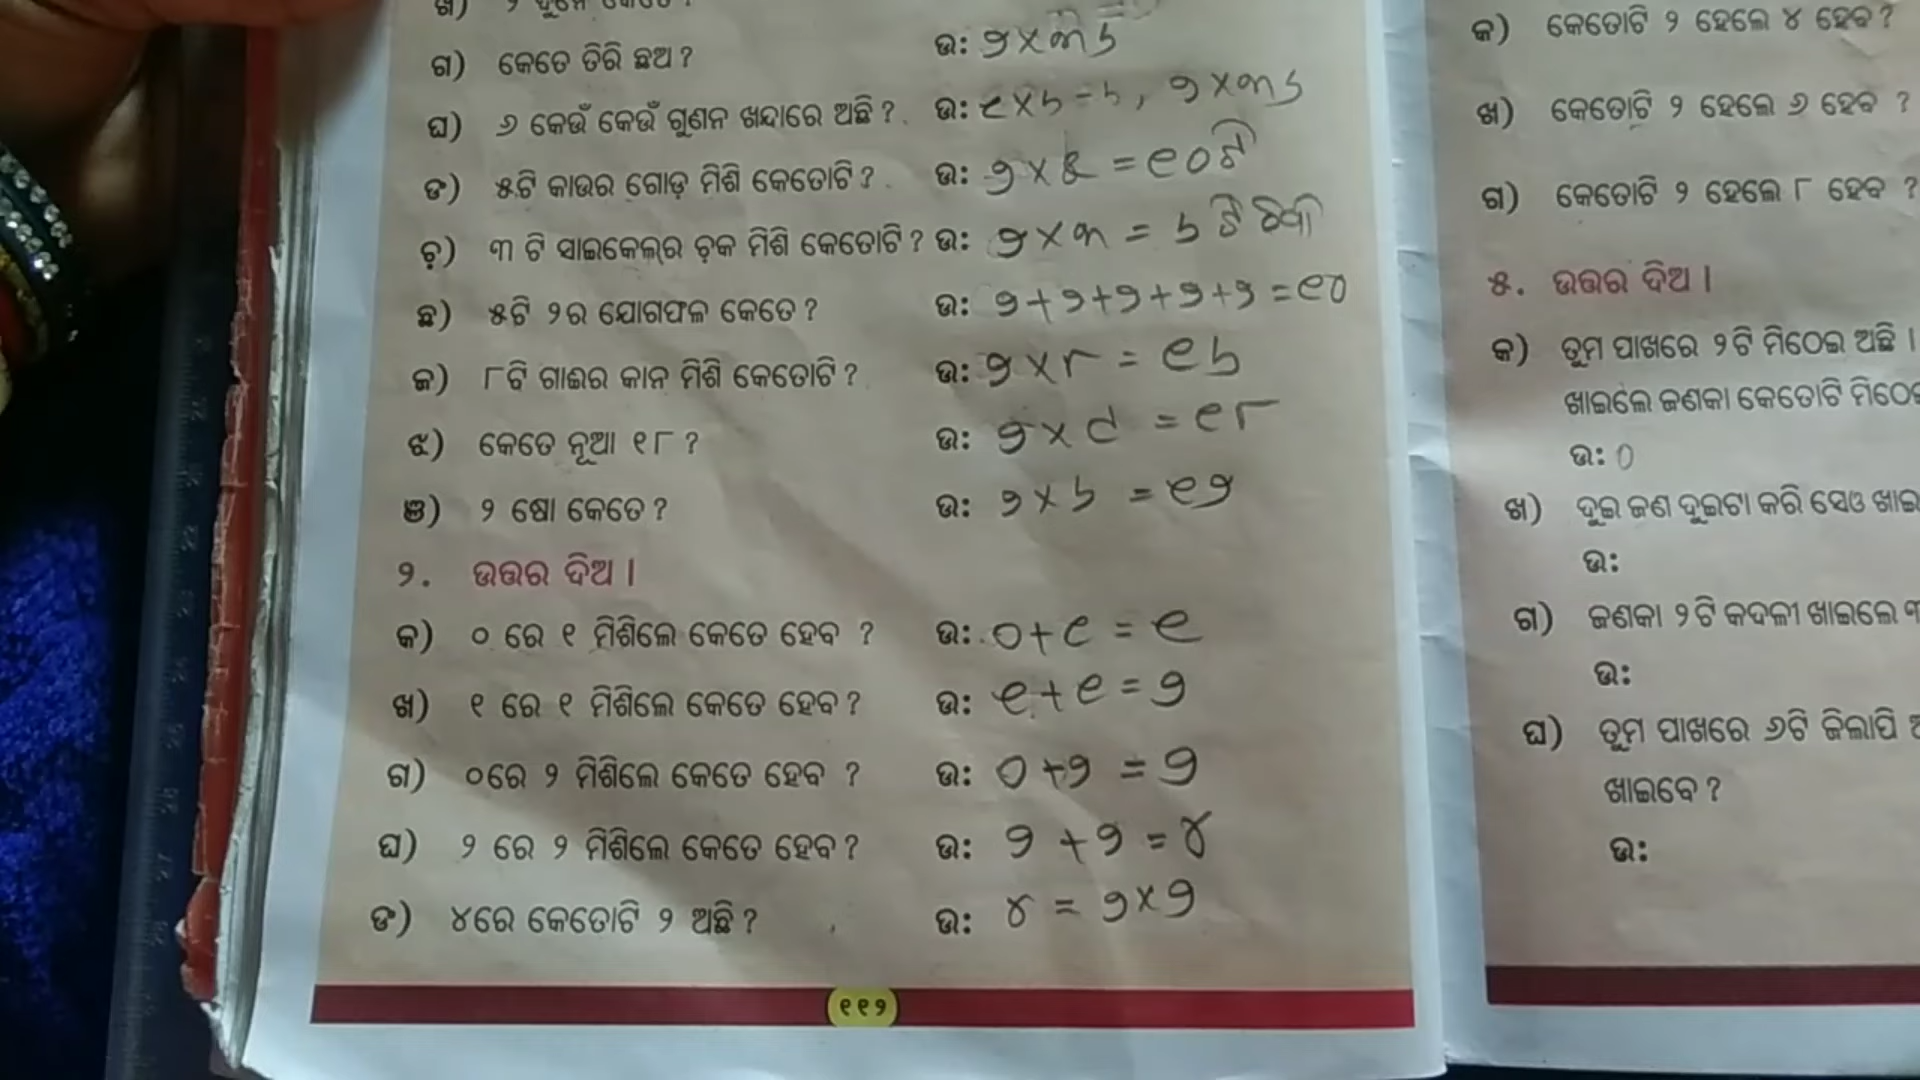 ଗ) କେତେ ତିରି ଛଅ ? ଉ: ୨×୩ ୬
ଘ) ୬ କେଉଁ କେଉଁ ଗୁଣନ ଖନ୍ଦାରେ ଅଛି ? ଉ: ୧×୬=୬, ୨×୩ ୬
ଙ) ୫ଟି କାଉର ଗୋଡ଼ ମିଶି କେତୋଟି ? ଉ: ୨×୫ = ୧୦ଟି
ଚ) ୩ ଟି ସାଇକେଲ୍‌ର ଚକ ମିଶି କେତୋଟି ? ଉ: ୨×୩ = ୬ ଟି
ଛ) ୫ଟି ୨ର ଯୋଗଫଳ କେତେ ? ଉ: ୨+୨+୨+୨+୨=୧୦
ଜ) ୮ଟି ଗାଈର କାନ ମିଶି କେତୋଟି ? ଉ: ୨×୮ = ୧୬
ଝ) କେତେ ନୂଆ ୧୮ ? ଉ: ୨×୯ = ୧୮
ଞ) ୨ ଷୋ କେତେ ? ଉ: ୨×୬ = ୧୨
୨. ଉତ୍ତର ଦିଅ ।
କ) ୦ ରେ ୧ ମିଶିଲେ କେତେ ହେବ ? ଉ: ୦+୧ = ୧
ଖ) ୧ ରେ ୧ ମିଶିଲେ କେତେ ହେବ ? ଉ: ୧+୧ = ୨
ଗ) ୦ରେ ୨ ମିଶିଲେ କେତେ ହେବ ? ଉ: ୦+୨ = ୨
ଘ) ୨ ରେ ୨ ମିଶିଲେ କେତେ ହେବ ? ଉ: ୨+୨ = ୪
ଙ) ୪ରେ କେତୋଟି ୨ ଅଛି ? ଉ: ୪ = ୨×୨
୧୧୨
କ) କେତୋଟି ୨ ହେଲେ ୪ ହେବ ?
ଖ) କେତୋଟି ୨ ହେଲେ ୬ ହେବ ?
ଗ) କେତୋଟି ୨ ହେଲେ ୮ ହେବ ?
୫. ଉତ୍ତର ଦିଅ ।
କ) ତୁମ ପାଖରେ ୨ଟି ମିଠେଇ ଅଛି ।
ଖାଇଲେ ଜଣକା କେତୋଟି
ଉ: ୦
ଖ) ଦୁଇ ଜଣ ଦୁଇଟା କରି ସେଓ
ଉ:
ଗ) ଜଣକା ୨ଟି କଦଳୀ ଖାଇଲେ
ଉ:
ଘ) ତୁମ ପାଖରେ ୬ଟି ଜିଲାପି
ଖାଇବେ ?
ଉ: